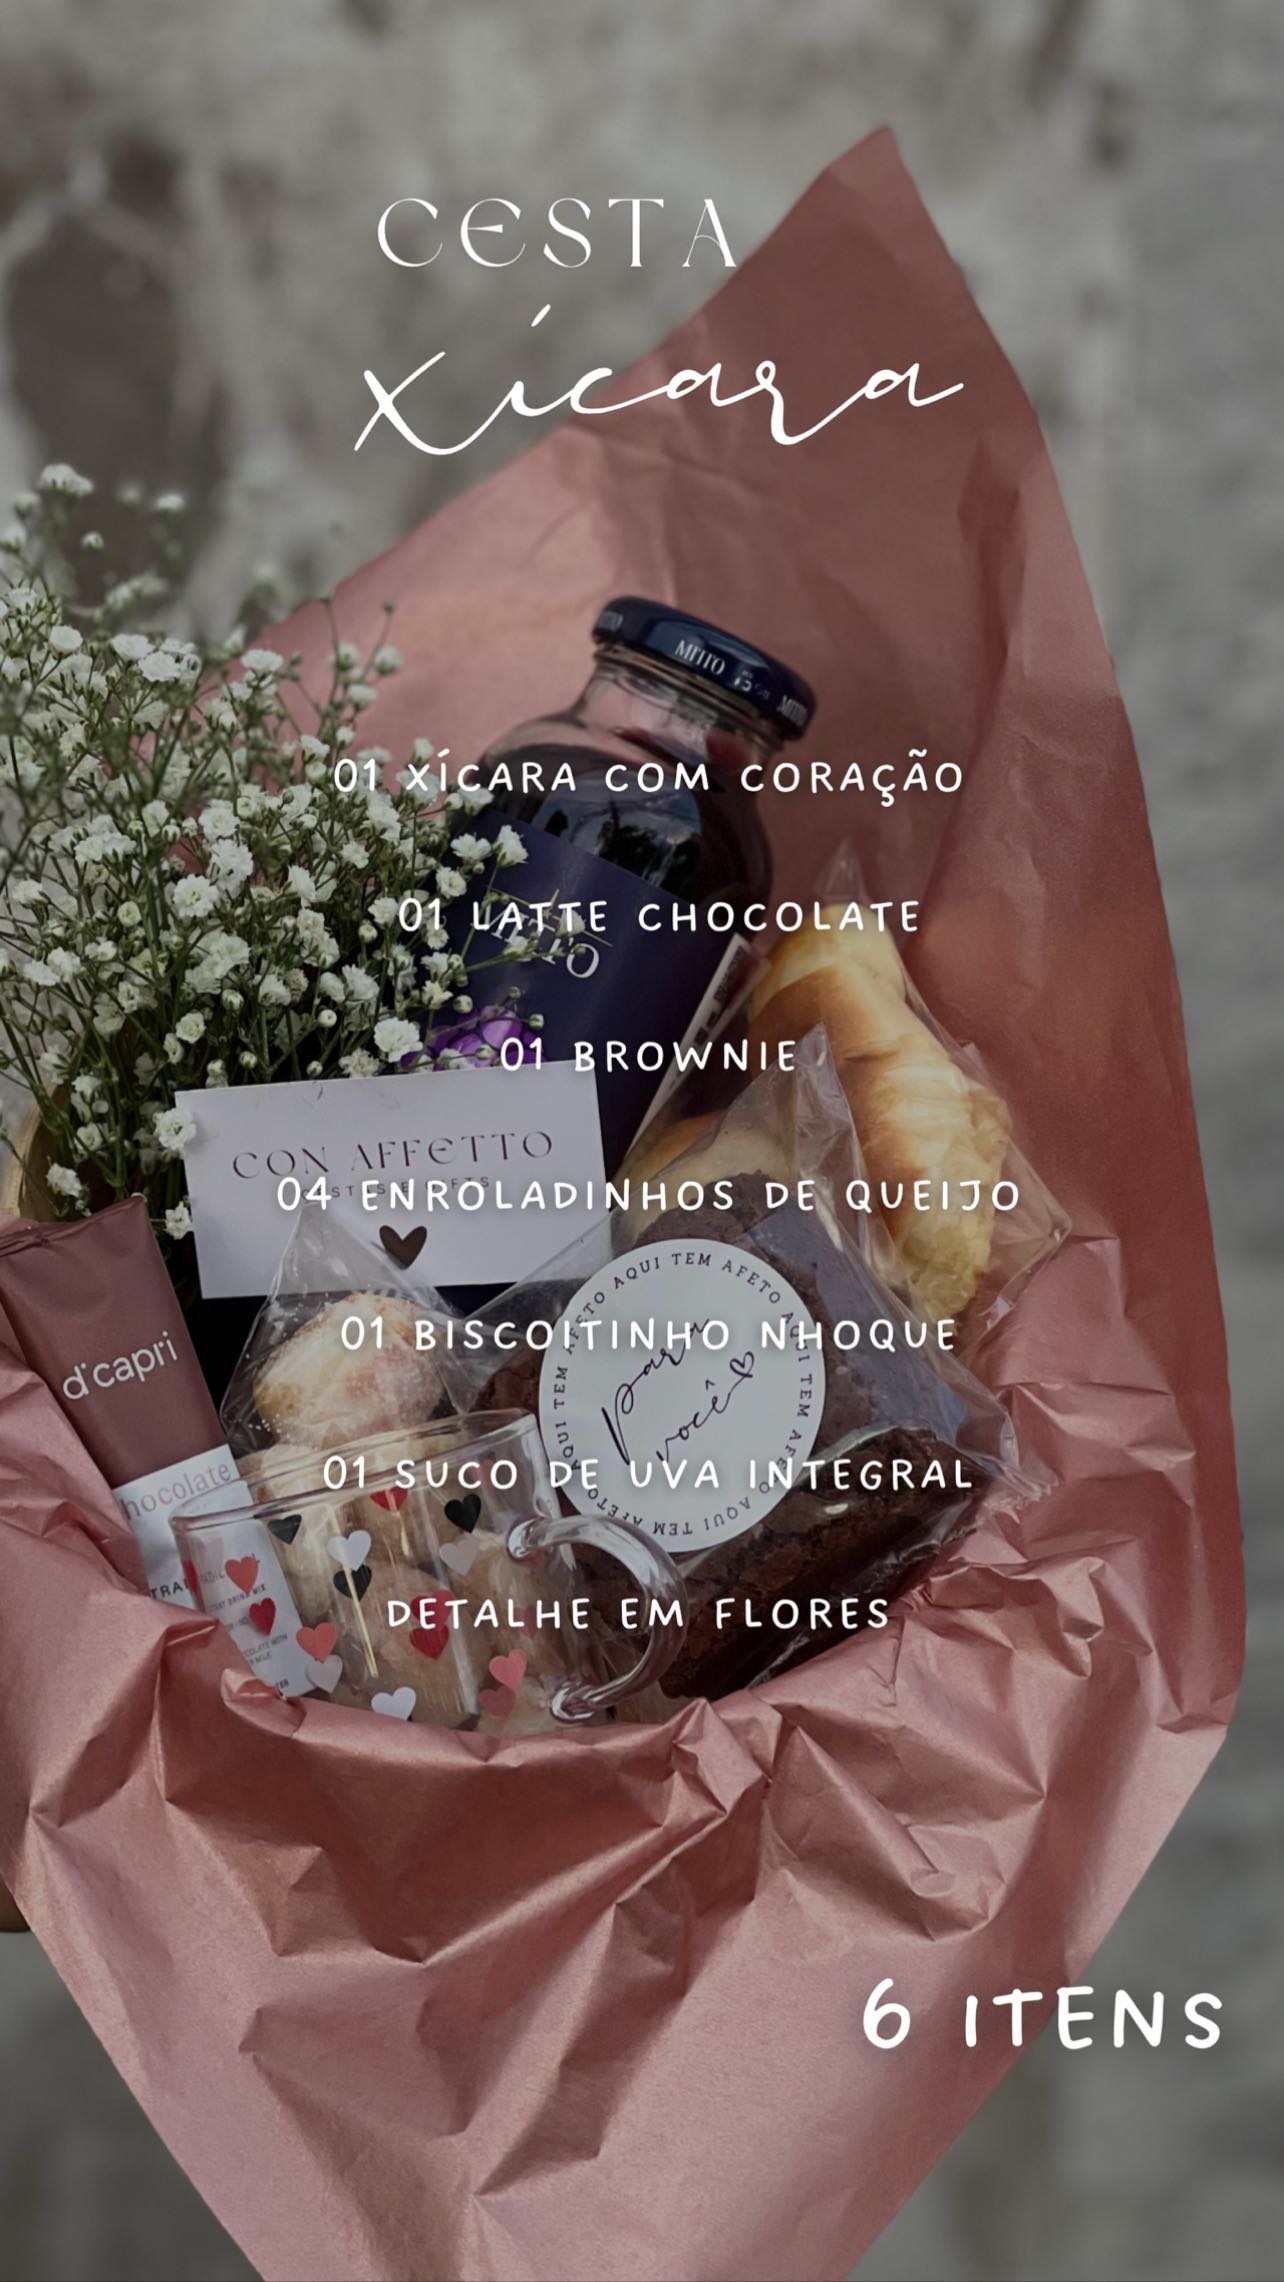 CESTA
xícara
MITTO
01 XÍCARA COM CORAÇÃO
01 LATTE CHOCOLATE
01 BROWNIE
CON AFFETTO
04 ENROLADINHOS DE QUEIJO
AQUI TEM AFETO AQUI TEM AFETO AQUI TEM AFETO AQUI TEM AFETO
01 BISCOITINHO NHOQUE
para
você
d'capri
01 SUCO DE UVA INTEGRAL
DETALHE EM FLORES
6 ITENS